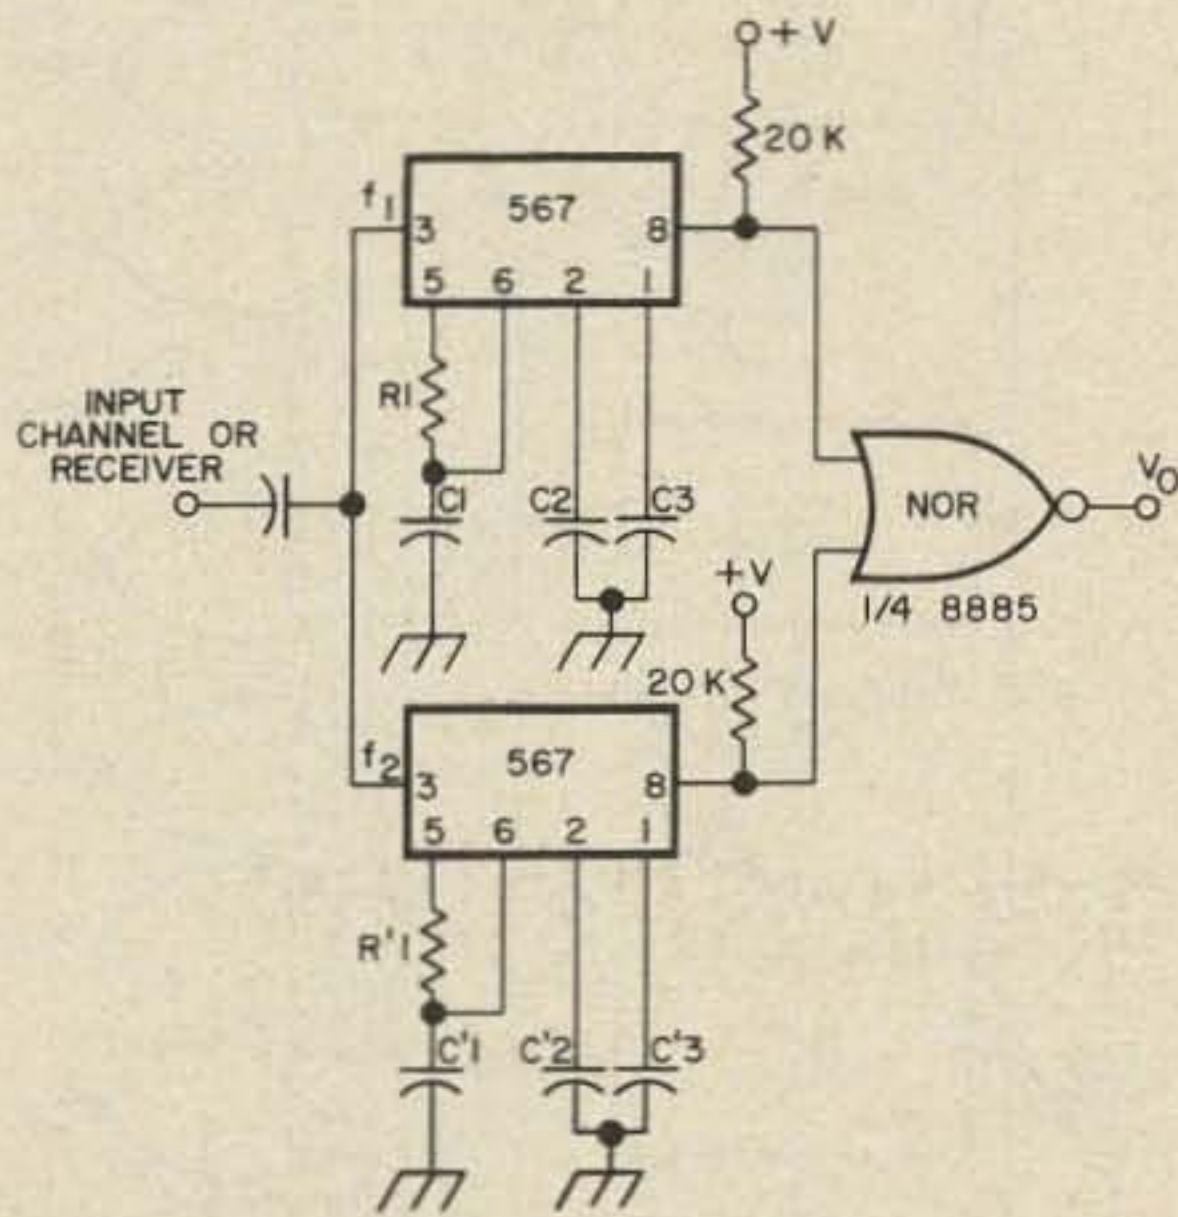 + V
20 K
f1
567
3
8
5 6 2 1
R1
INPUT
CHANNEL OR
RECEIVER
C1
C2
C3
NOR
VO
+V
1/4 8885
20 K
f2
567
3
8
5 6 2 1
R'1
C'1
C'2
C'3